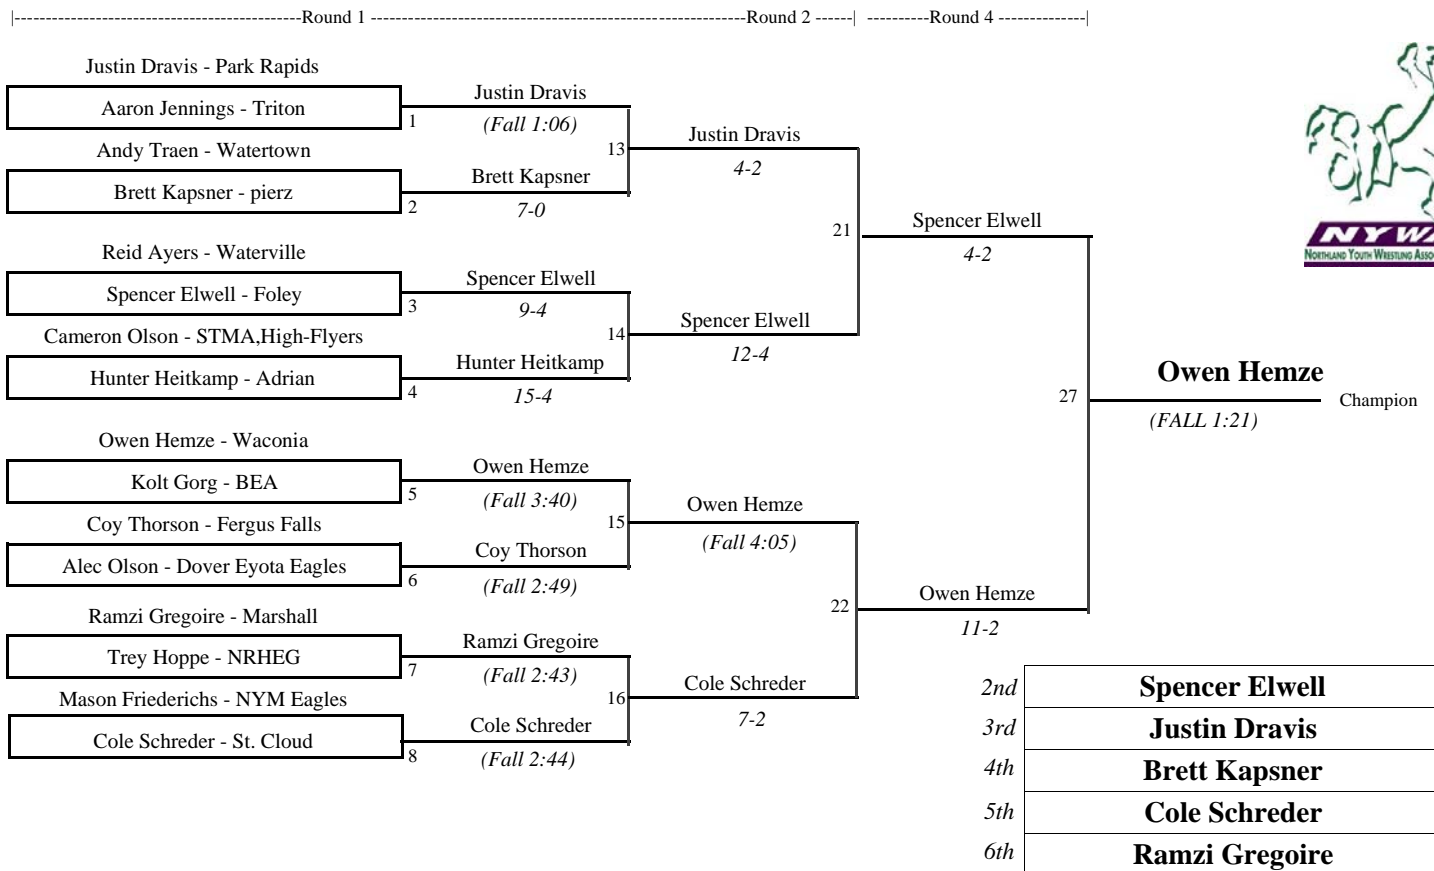 |--------------------------------------------Round 1 ----------------------------------------------------------Round 2 ------| ----------Round 4 --------------|
Justin Dravis - Park Rapids
Aaron Jennings - Triton
1
Andy Traen - Watertown
Brett Kapsner - pierz
2
Reid Ayers - Waterville
Spencer Elwell - Foley
3
Cameron Olson - STMA,High-Flyers
Hunter Heitkamp - Adrian
4
Owen Hemze - Waconia
Kolt Gorg - BEA
5
Coy Thorson - Fergus Falls
Alec Olson - Dover Eyota Eagles
6
Ramzi Gregoire - Marshall
Trey Hoppe - NRHEG
7
Mason Friederichs - NYM Eagles
Cole Schreder - St. Cloud
8
Justin Dravis
(Fall 1:06)
13
Brett Kapsner
7-0
Spencer Elwell
9-4
14
Hunter Heitkamp
15-4
Owen Hemze
(Fall 3:40)
15
Coy Thorson
(Fall 2:49)
Ramzi Gregoire
(Fall 2:43)
16
Cole Schreder
(Fall 2:44)
Justin Dravis
4-2
21
Spencer Elwell
12-4
Owen Hemze
(Fall 4:05)
22
Cole Schreder
7-2
Spencer Elwell
4-2
27
Owen Hemze
11-2
Owen Hemze
(FALL 1:21)
Champion
NORTHLAND YOUTH WRESTLING
2nd Spencer Elwell
3rd Justin Dravis
4th Brett Kapsner
5th Cole Schreder
6th Ramzi Gregoire